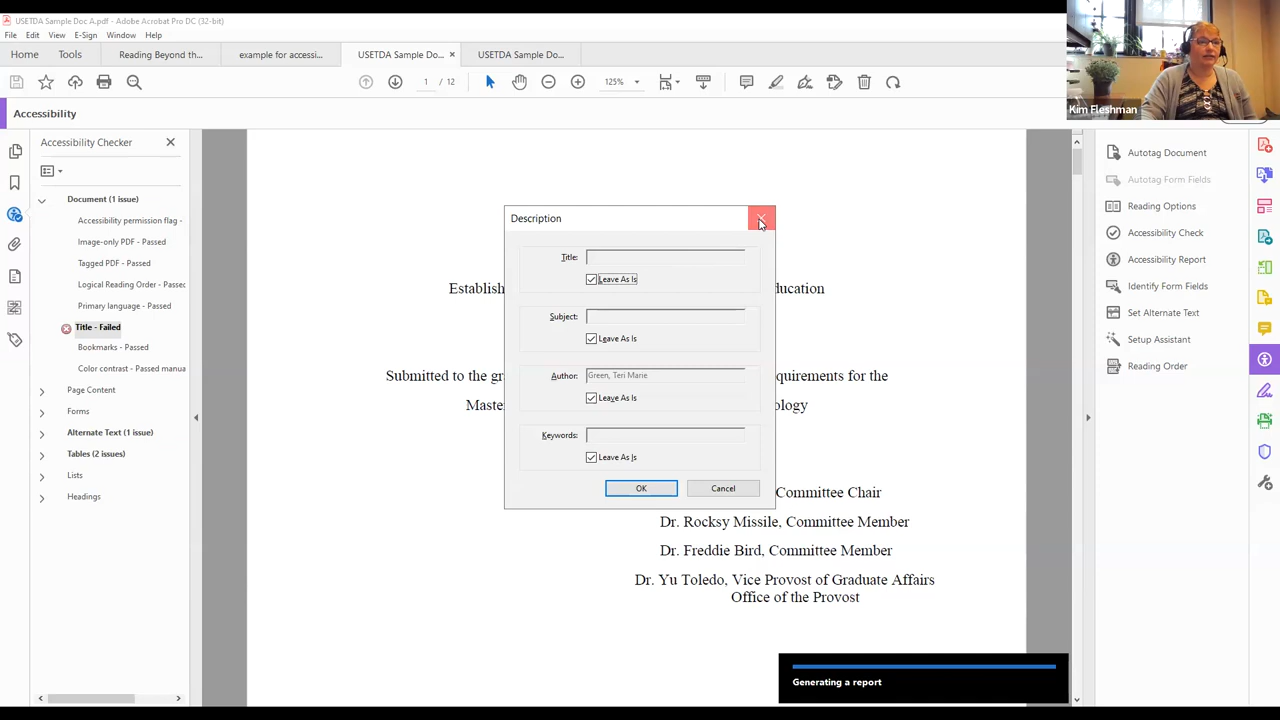 USETDA Sample Doc A.pdf - Adobe Acrobat Pro DC (32-bit)
File Edit View E-Sign Window Help
Home Tools Reading Beyond th... example for accessi... USETDA Sample Do... × USETDA Sample Do...
1 / 12 125%
Kim Fleshman
Accessibility
Accessibility Checker
Document (1 issue)
Accessibility permission flag -
Image-only PDF - Passed
Tagged PDF - Passed
Logical Reading Order - Passed
Primary language - Passed
Title - Failed
Bookmarks - Passed
Color contrast - Passed manua
Page Content
Forms
Alternate Text (1 issue)
Tables (2 issues)
Lists
Headings
Description
Title:
Leave As Is
Subject:
Leave As Is
Author: Green, Teri Marie
Leave As Is
Keywords:
Leave As Is
OK Cancel
ducation
Submitted to the gr
quirements for the
ology
Committee Chair
Dr. Rocksy Missile, Committee Member
Dr. Freddie Bird, Committee Member
Dr. Yu Toledo, Vice Provost of Graduate Affairs
Office of the Provost
Autotag Document
Autotag Form Fields
Reading Options
Accessibility Check
Accessibility Report
Identify Form Fields
Set Alternate Text
Setup Assistant
Reading Order
Generating a report